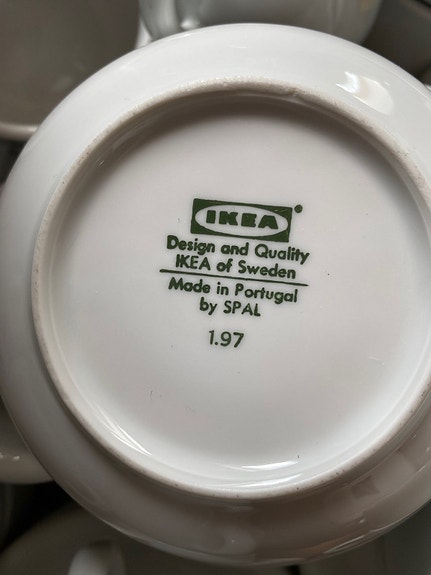 IKEA®
Design and Quality
IKEA of Sweden
Made in Portugal
by SPAL
1.97